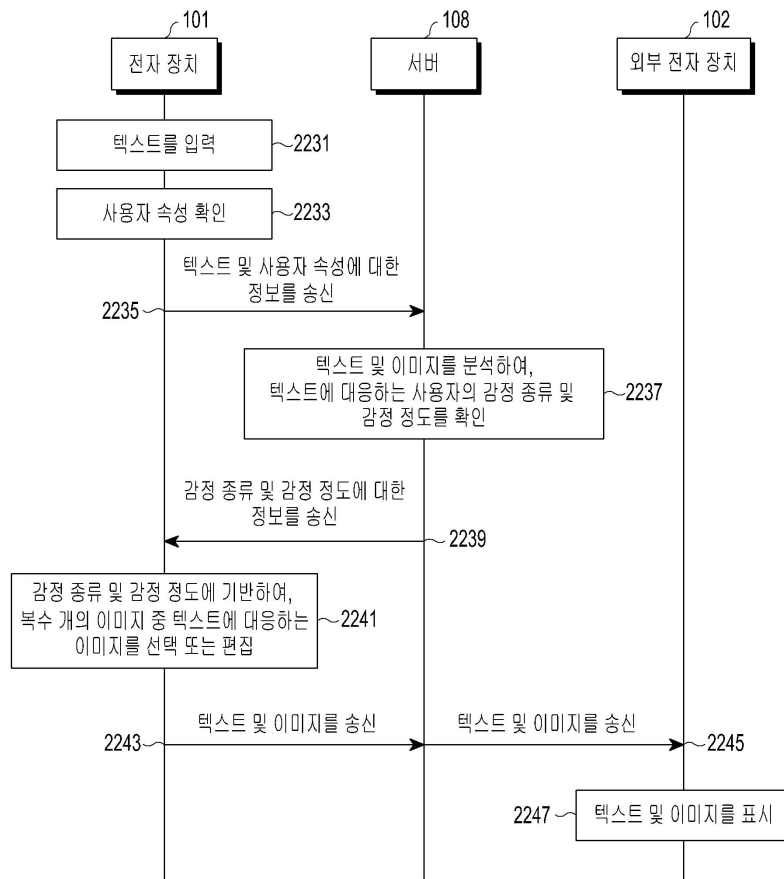 101
108
102
전자 장치
서버
외부 전자 장치
텍스트를 입력
2231
사용자 속성 확인
2233
텍스트 및 사용자 속성에 대한
정보를 송신
2235
텍스트 및 이미지를 분석하여,
텍스트에 대응하는 사용자의 감정 종류 및
감정 정도를 확인
2237
감정 종류 및 감정 정도에 대한
정보를 송신
2239
감정 종류 및 감정 정도에 기반하여,
복수 개의 이미지 중 텍스트에 대응하는
이미지를 선택 또는 편집
2241
텍스트 및 이미지를 송신
텍스트 및 이미지를 송신
2243
2245
2247
텍스트 및 이미지를 표시